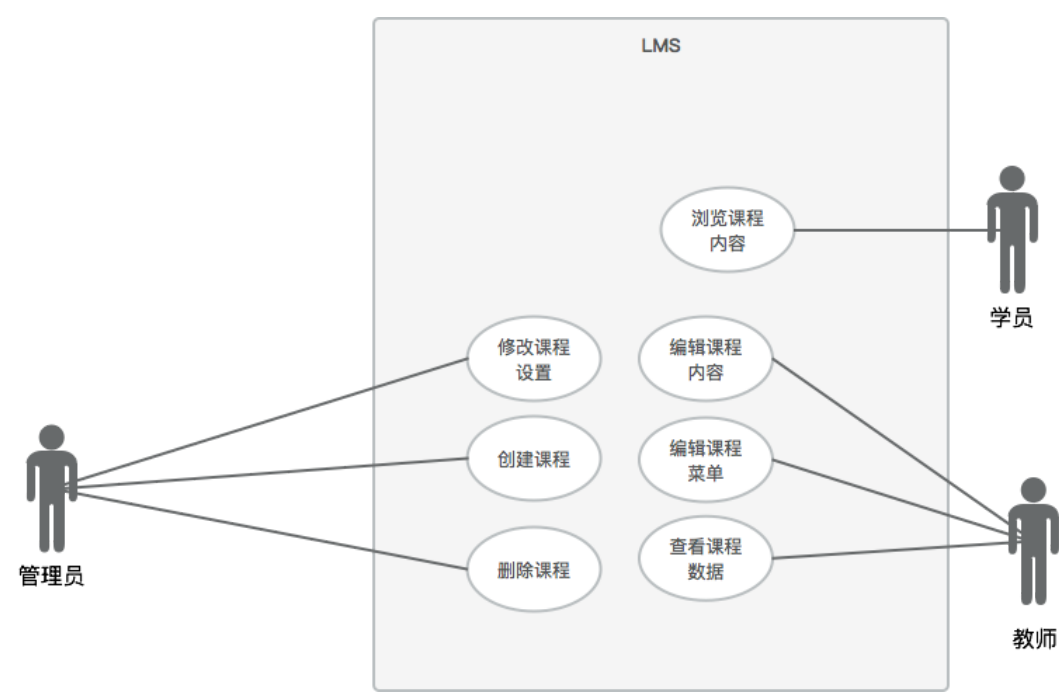 LMS
浏览课程
内容
学员
修改课程
设置
编辑课程
内容
创建课程
编辑课程
菜单
管理员
删除课程
查看课程
数据
教师